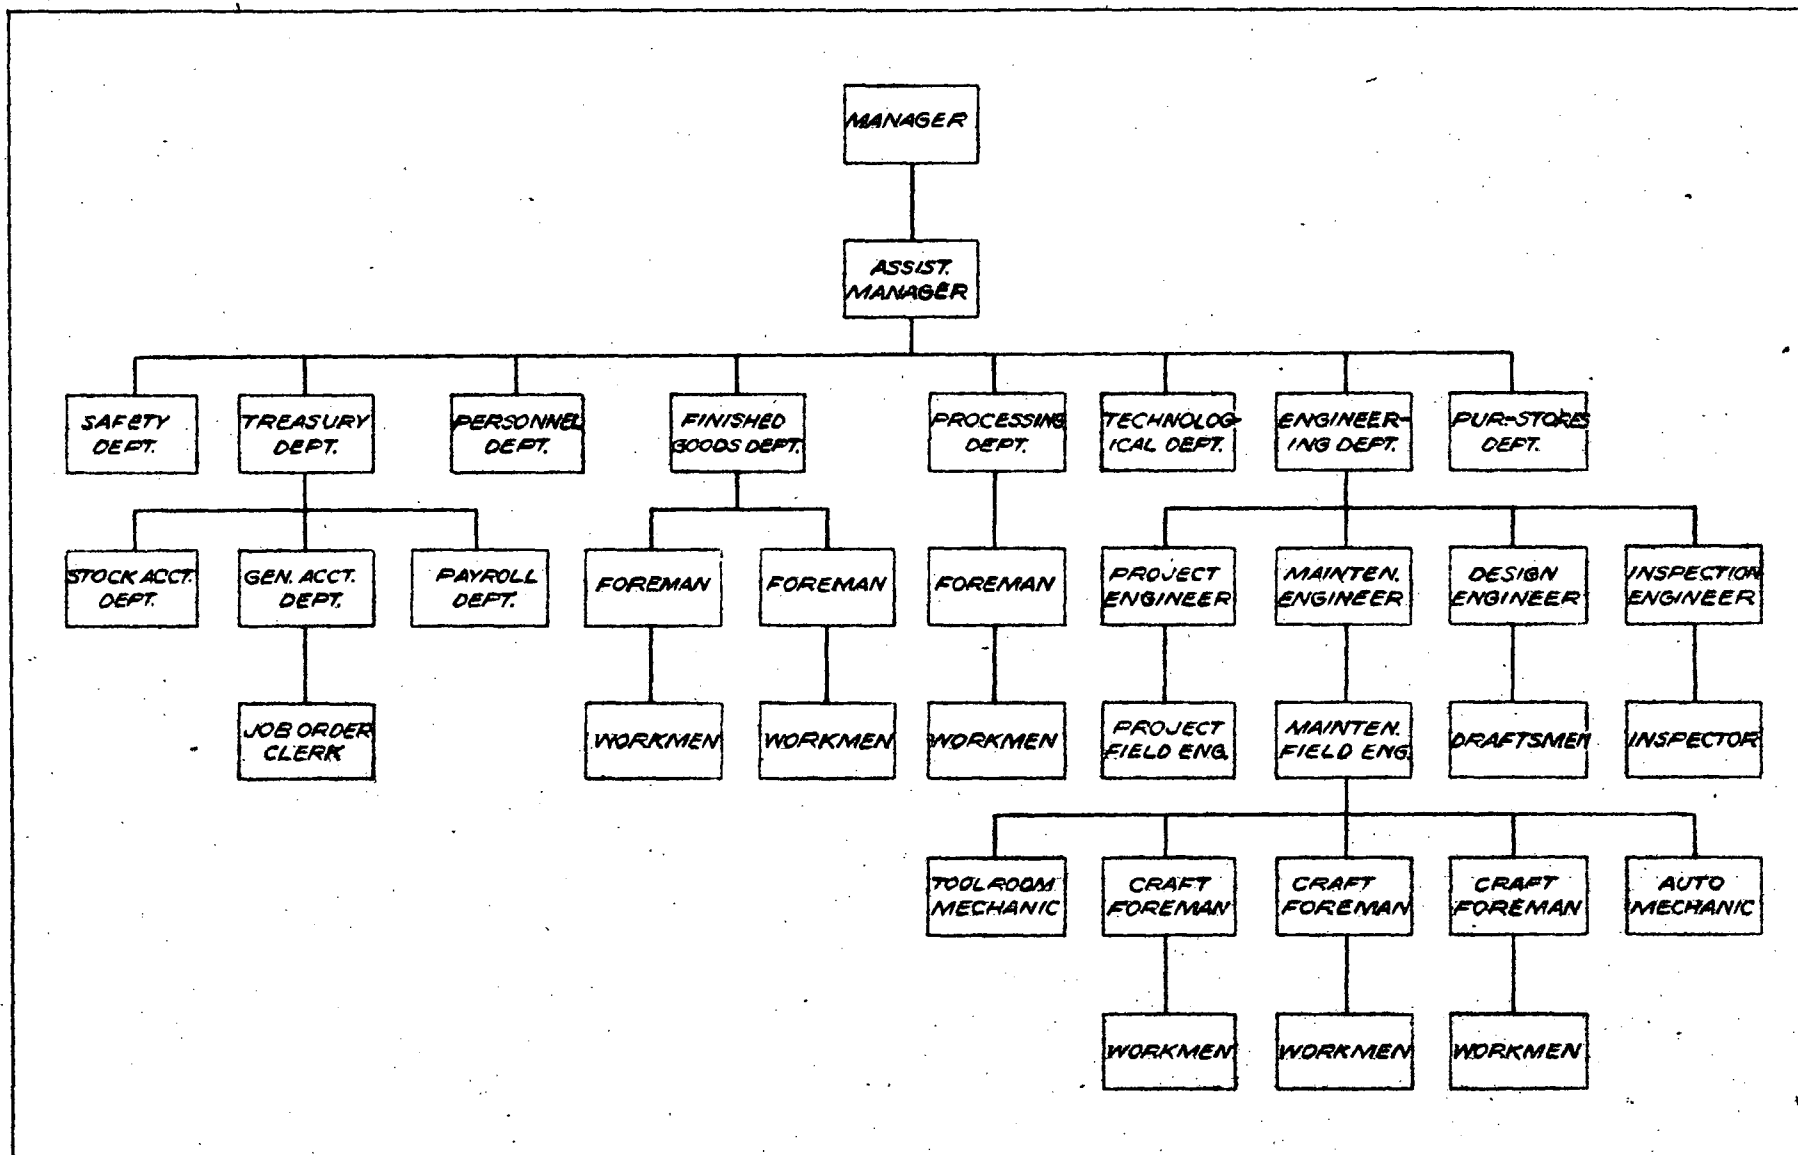 MANAGER
ASSIST.
MANAGER
SAFETY
DEPT.
TREASURY
DEPT.
PERSONNEL
DEPT.
FINISHED
GOODS DEPT.
PROCESSING
DEPT.
TECHNOLOG-
ICAL DEPT.
ENGINEER-
ING DEPT.
PUR.-STORES
DEPT.
STOCK ACCT.
DEPT.
GEN. ACCT.
DEPT.
PAYROLL
DEPT.
FOREMAN
FOREMAN
FOREMAN
PROJECT
ENGINEER
MAINTEN.
ENGINEER
DESIGN
ENGINEER
INSPECTION
ENGINEER
JOB ORDER
CLERK
WORKMEN
WORKMEN
WORKMEN
PROJECT
FIELD ENG.
MAINTEN.
FIELD ENG.
DRAFTSMEN
INSPECTOR
TOOLROOM
MECHANIC
CRAFT
FOREMAN
CRAFT
FOREMAN
CRAFT
FOREMAN
AUTO
MECHANIC
WORKMEN
WORKMEN
WORKMEN